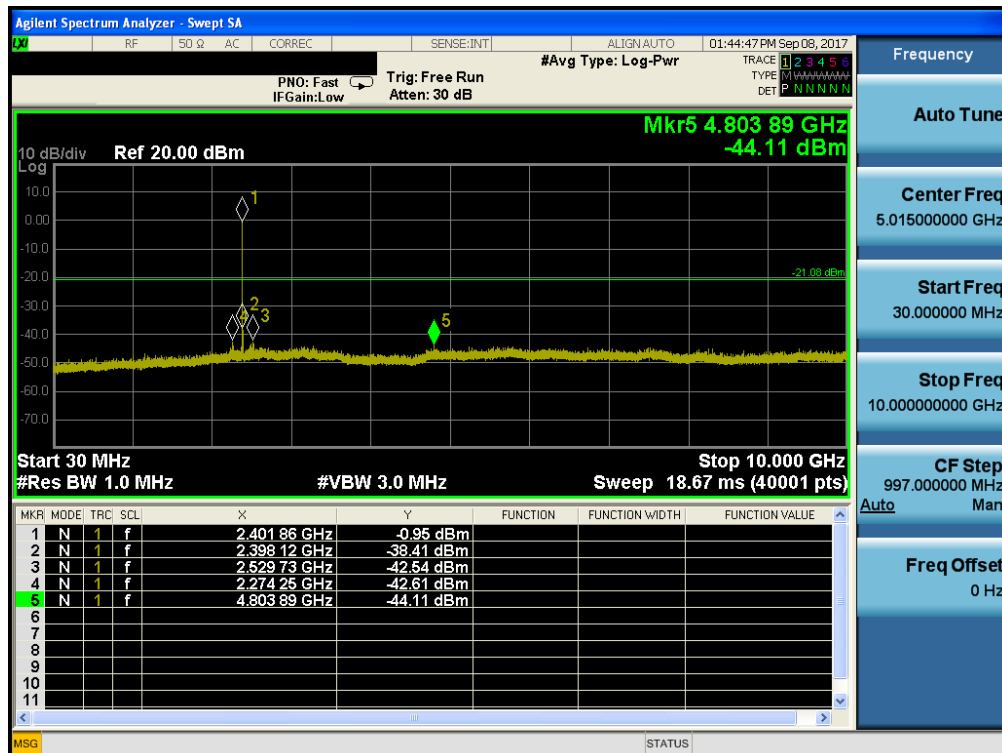 Agilent Spectrum Analyzer - Swept SA
LXI RF 50 Ω AC CORREC SENSE:INT ALIGN AUTO 01:44:47 PM Sep 08, 2017
#Avg Type: Log-Pwr
TRACE 1 2 3 4 5 6
PNO: Fast Trig: Free Run
TYPE M WWWWW
IFGain:Low Atten: 30 dB
DET P N N N N N
Mkr5 4.803 89 GHz
-44.11 dBm
10 dB/div Ref 20.00 dBm
Log
10.0
0.00
-10.0
-20.0
-30.0
-40.0
-50.0
-60.0
-70.0
1
-21.08 dBm
2
4
3
5
Start 30 MHz Stop 10.000 GHz
#Res BW 1.0 MHz #VBW 3.0 MHz Sweep 18.67 ms (40001 pts)
MKR MODE TRC SCL X Y FUNCTION FUNCTION WIDTH FUNCTION VALUE
1 N 1 f 2.401 86 GHz -0.95 dBm
2 N 1 f 2.398 12 GHz -38.41 dBm
3 N 1 f 2.529 73 GHz -42.54 dBm
4 N 1 f 2.274 25 GHz -42.61 dBm
5 N 1 f 4.803 89 GHz -44.11 dBm
6
7
8
9
10
11
MSG STATUS
Frequency
Auto Tune
Center Freq
5.015000000 GHz
Start Freq
30.000000 MHz
Stop Freq
10.000000000 GHz
CF Step
997.000000 MHz
Auto Man
Freq Offset
0 Hz